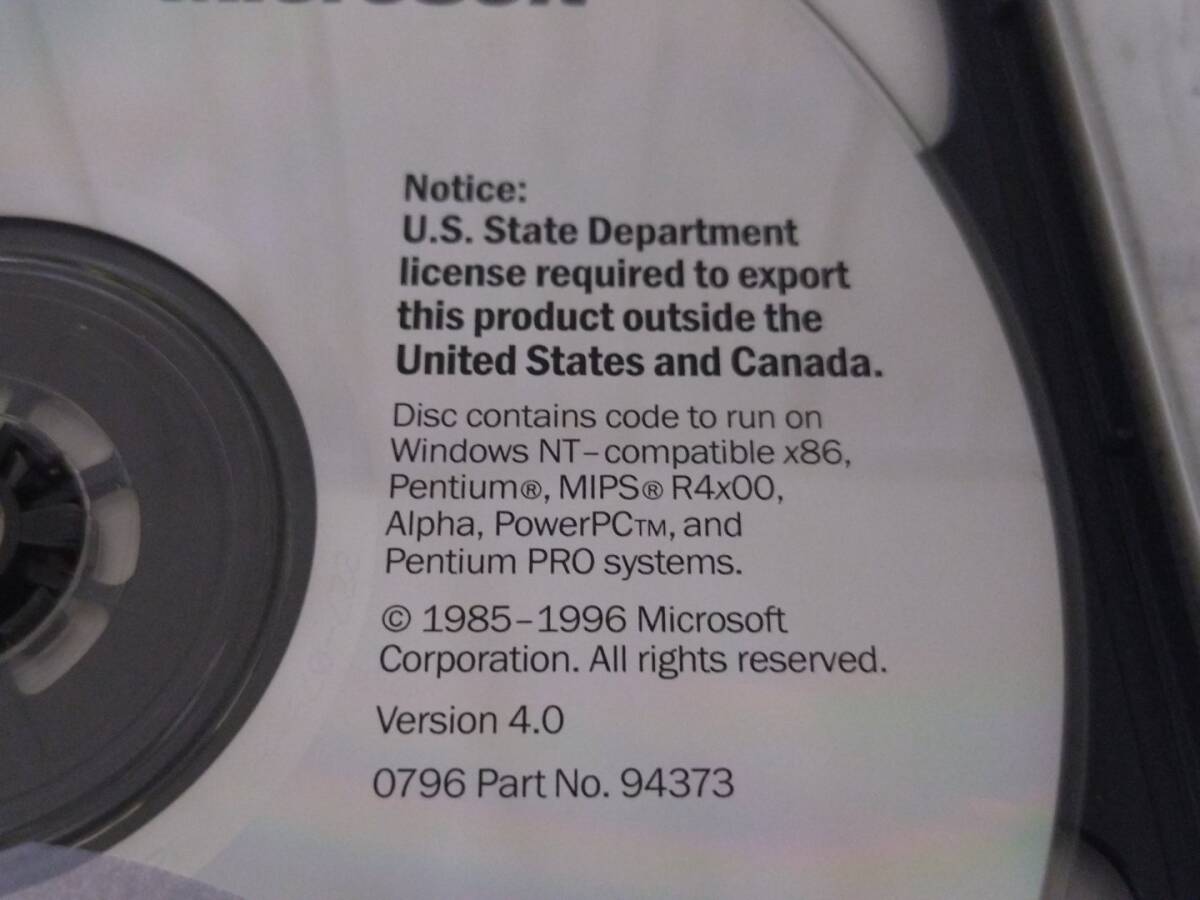 Microsoft
Notice:
U.S. State Department
license required to export
this product outside the
United States and Canada.
Disc contains code to run on
Windows NT–compatible x86,
Pentium®, MIPS® R4x00,
Alpha, PowerPC™, and
Pentium PRO systems.
© 1985–1996 Microsoft
Corporation. All rights reserved.
Version 4.0
0796 Part No. 94373